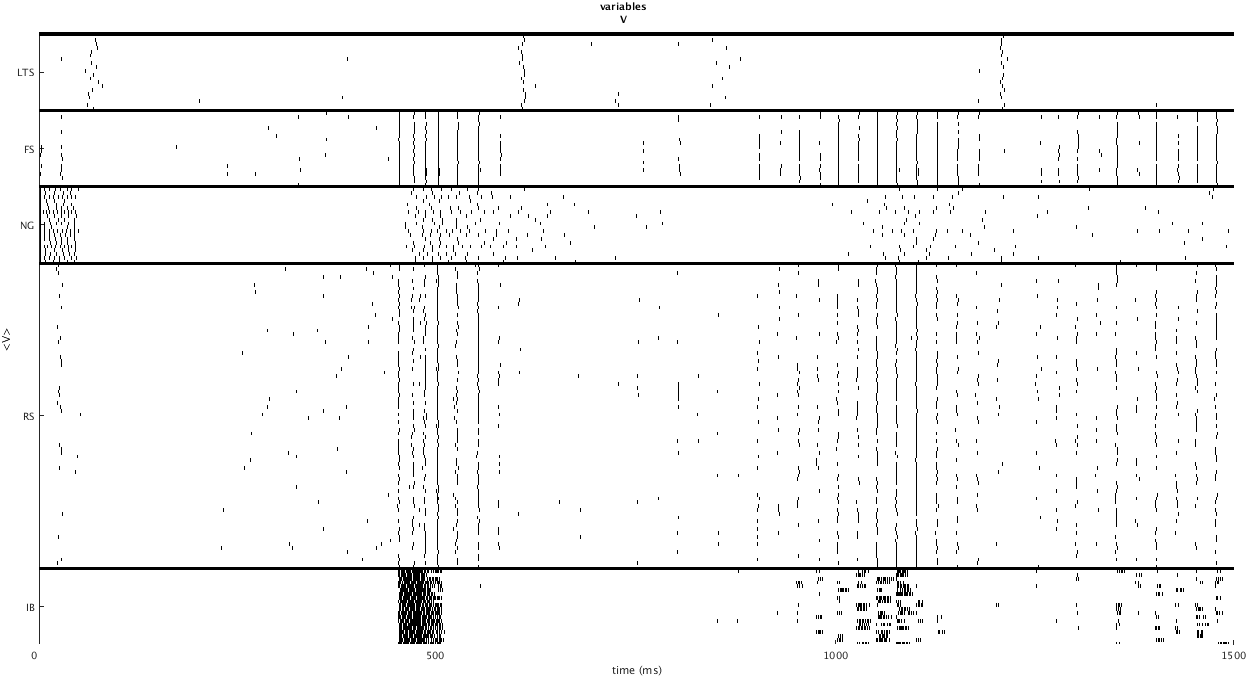 variables
V
LTS
FS
NG
<V>
RS
IB
0
500
1000
1500
time (ms)